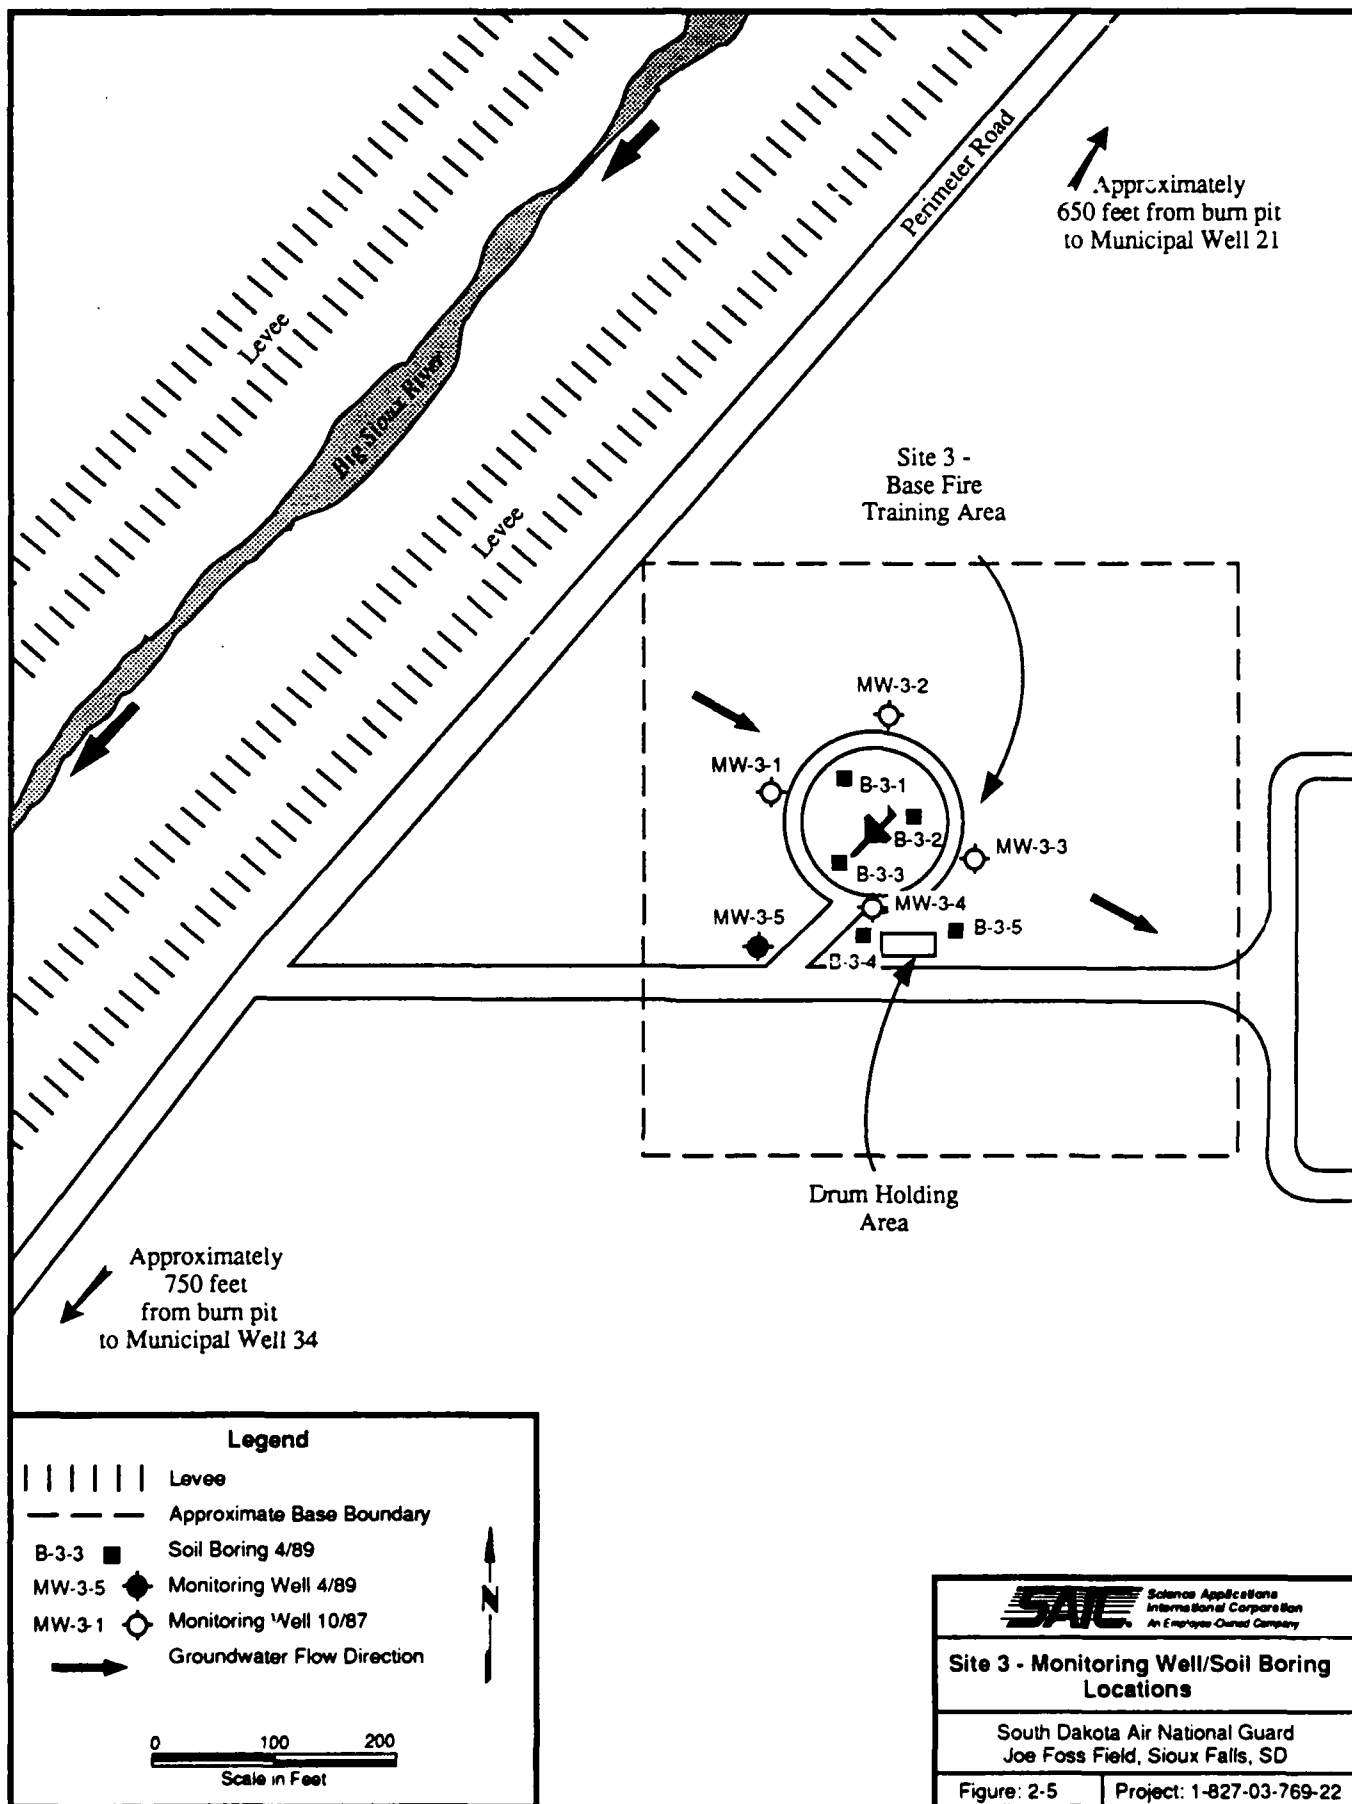 Perimeter Road
Approximately
650 feet from burn pit
to Municipal Well 21
Levee
Big Sioux River
Levee
Site 3 -
Base Fire
Training Area
MW-3-2
MW-3-1
B-3-1
B-3-2
MW-3-3
B-3-3
MW-3-4
MW-3-5
B-3-5
B-3-4
Drum Holding
Area
Approximately
750 feet
from burn pit
to Municipal Well 34
Legend
Levee
Approximate Base Boundary
B-3-3 Soil Boring 4/89
MW-3-5 Monitoring Well 4/89
MW-3-1 Monitoring Well 10/87
Groundwater Flow Direction
N
0 100 200
Scale in Feet
SAIC
Science Applications
International Corporation
An Employee-Owned Company
Site 3 - Monitoring Well/Soil Boring
Locations
South Dakota Air National Guard
Joe Foss Field, Sioux Falls, SD
Figure: 2-5 Project: 1-827-03-769-22